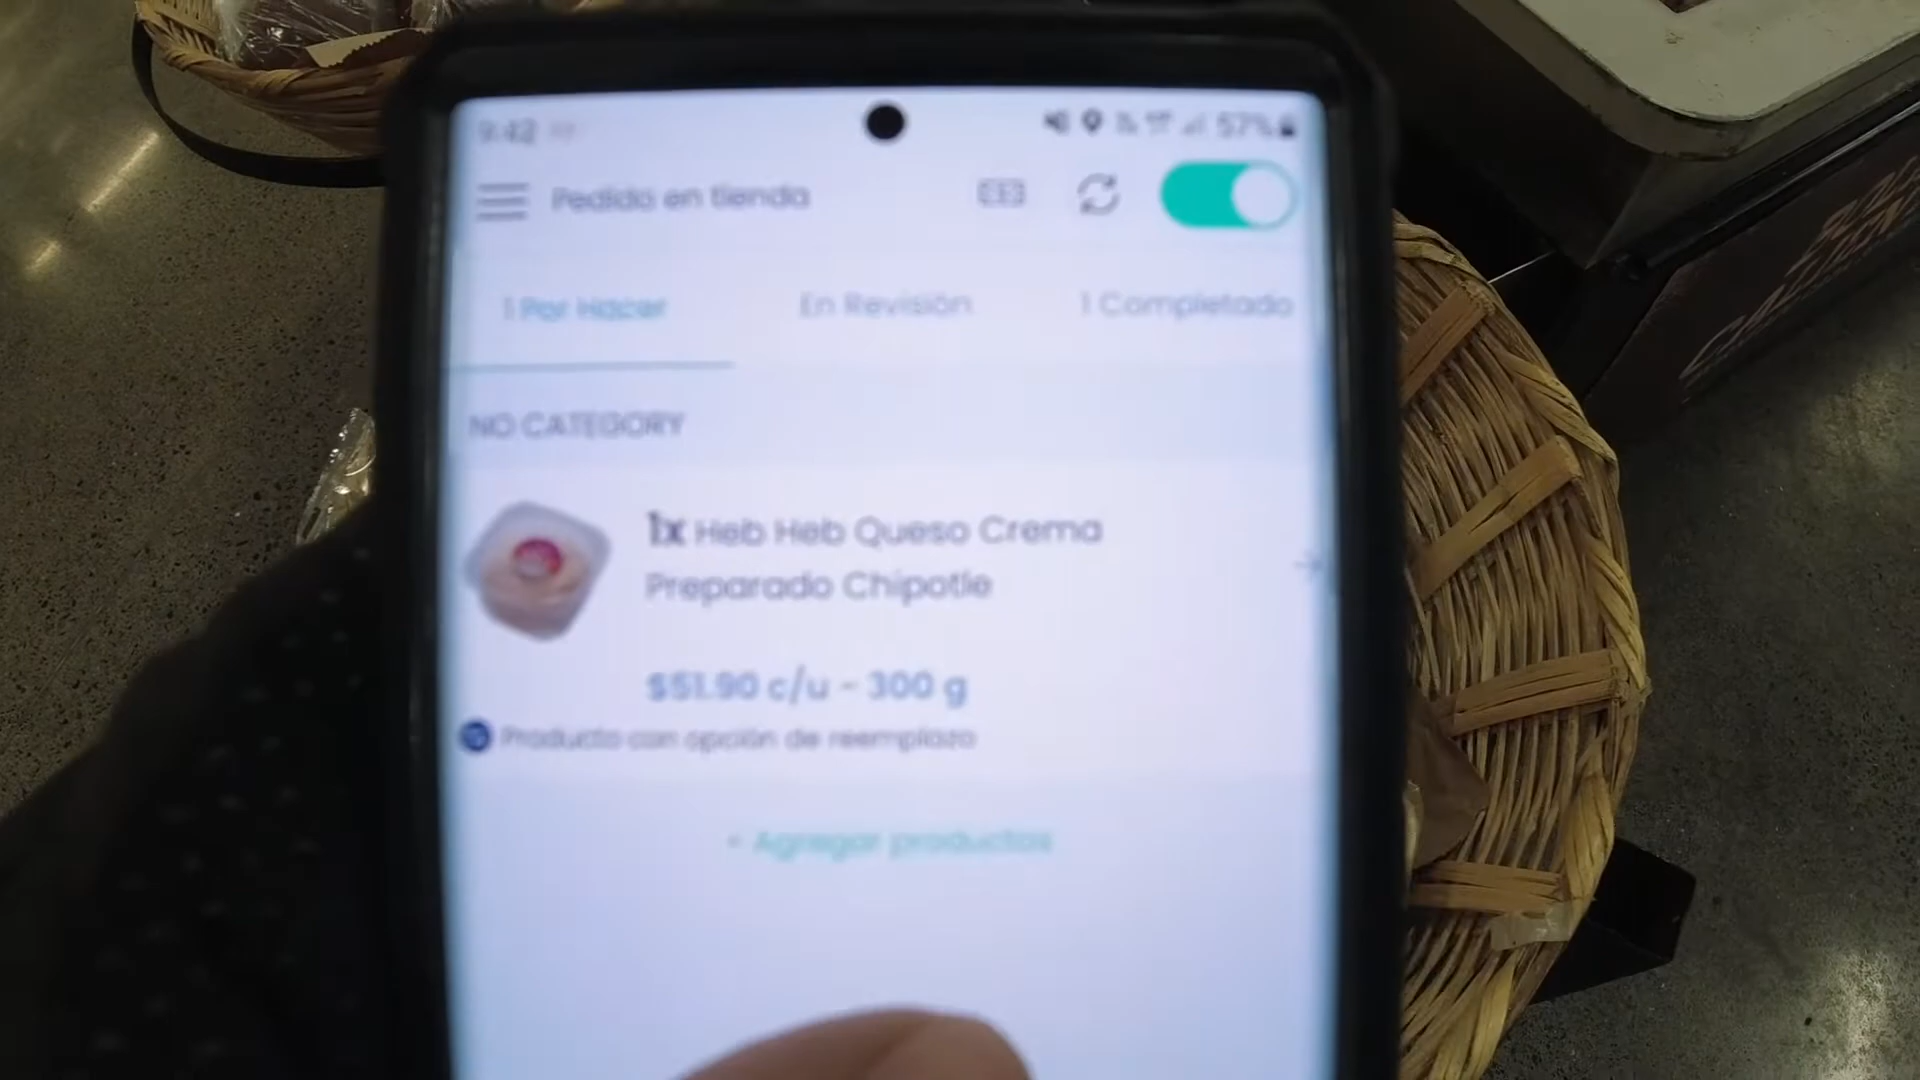 9:42
57%
Pedido en tienda
1 Por Hacer
En Revisión
1 Completado
NO CATEGORY
1x Heb Heb Queso Crema
Preparado Chipotle
$51.90 c/u - 300 g
Producto con opción de reemplazo
+ Agregar productos